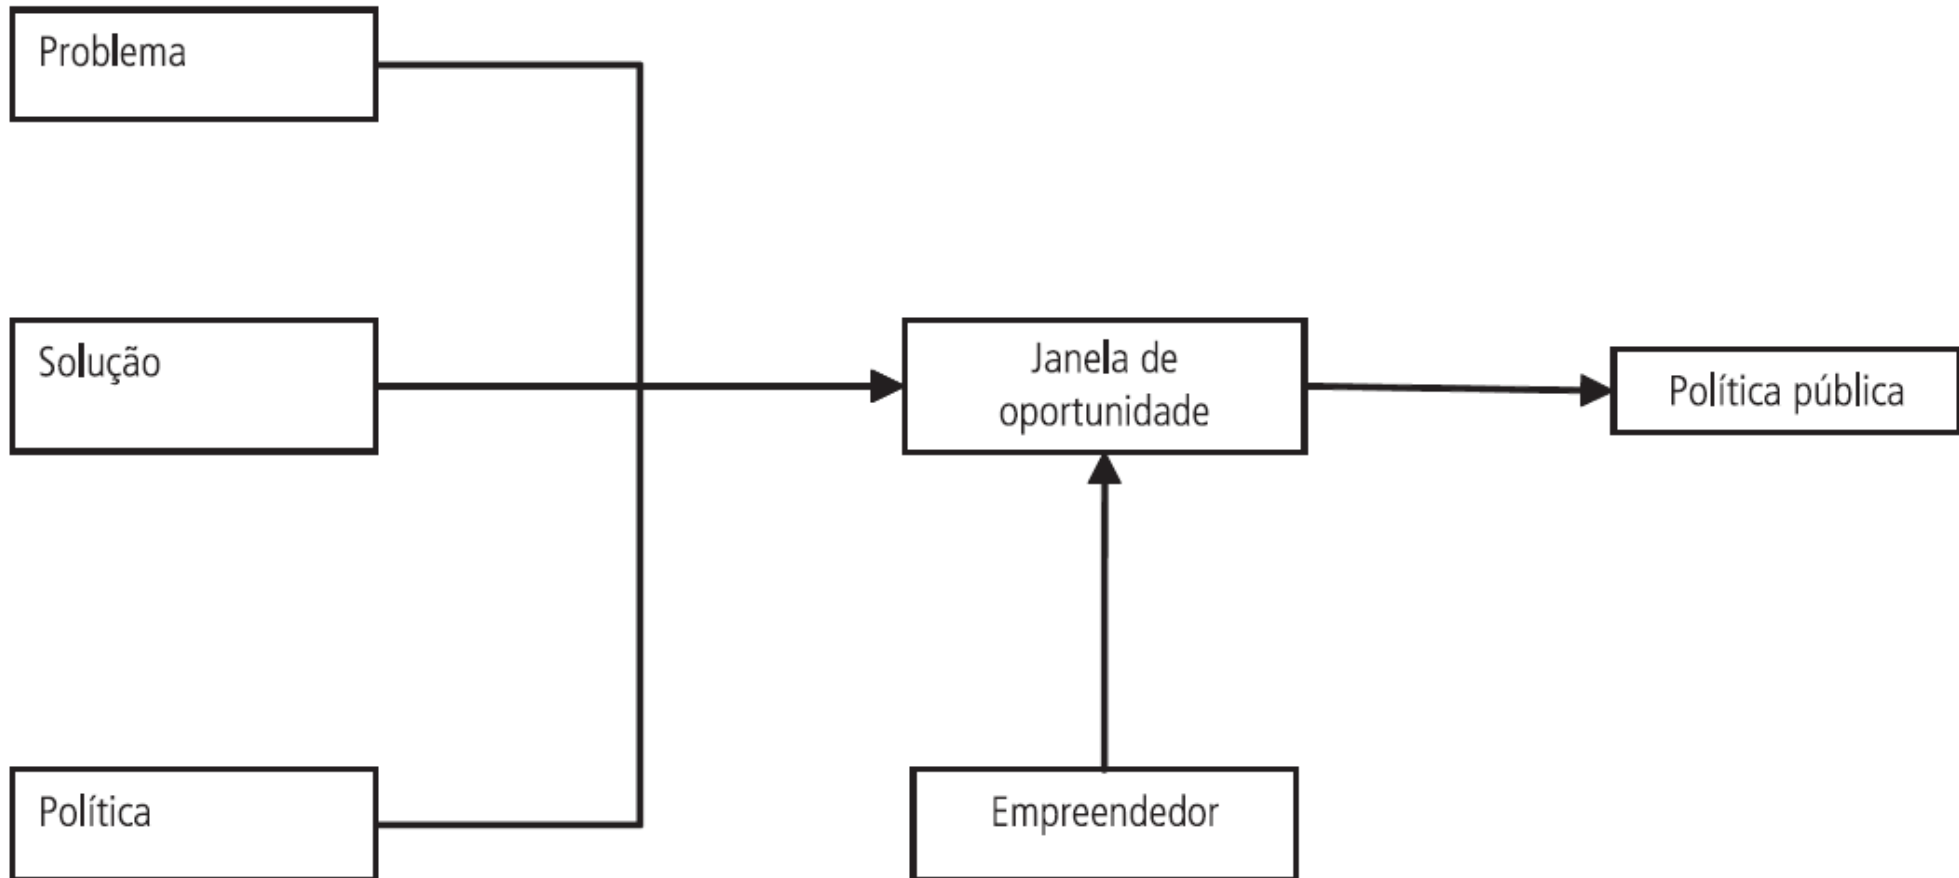 Problema
Solução
Janela de
oportunidade
Política pública
Política
Empreendedor